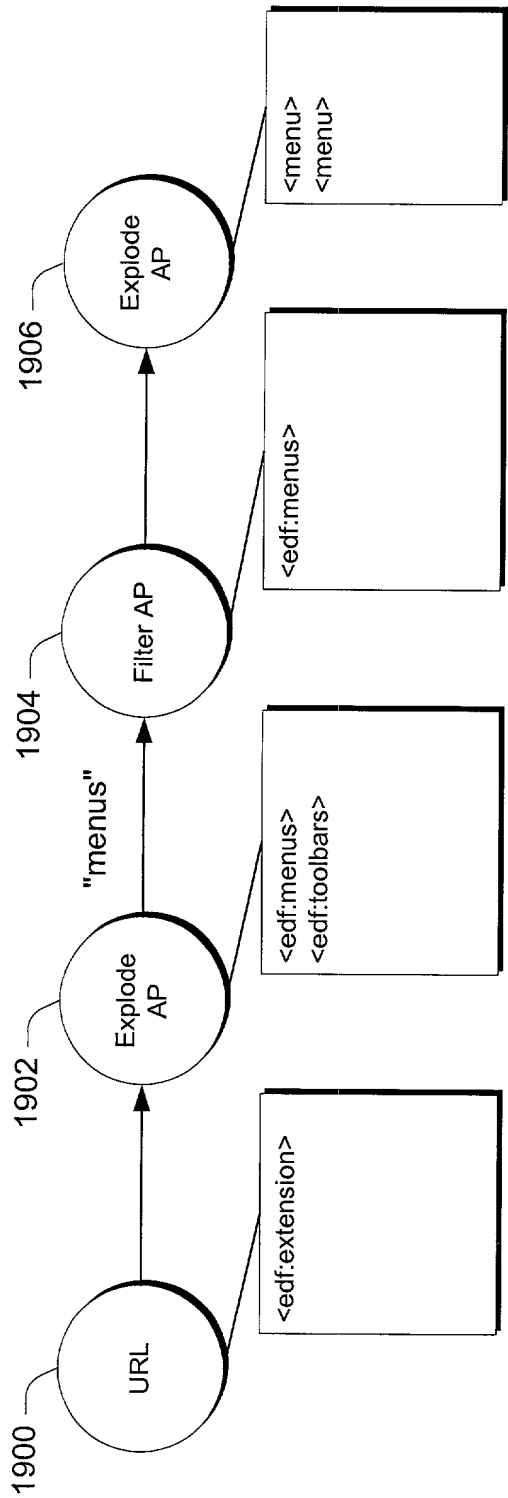 1900
URL
<edf:extension>
1902
Explode
AP
<edf:menus>
<edf:toolbars>
"menus"
1904
Filter AP
<edf:menus>
1906
Explode
AP
<menu>
<menu>